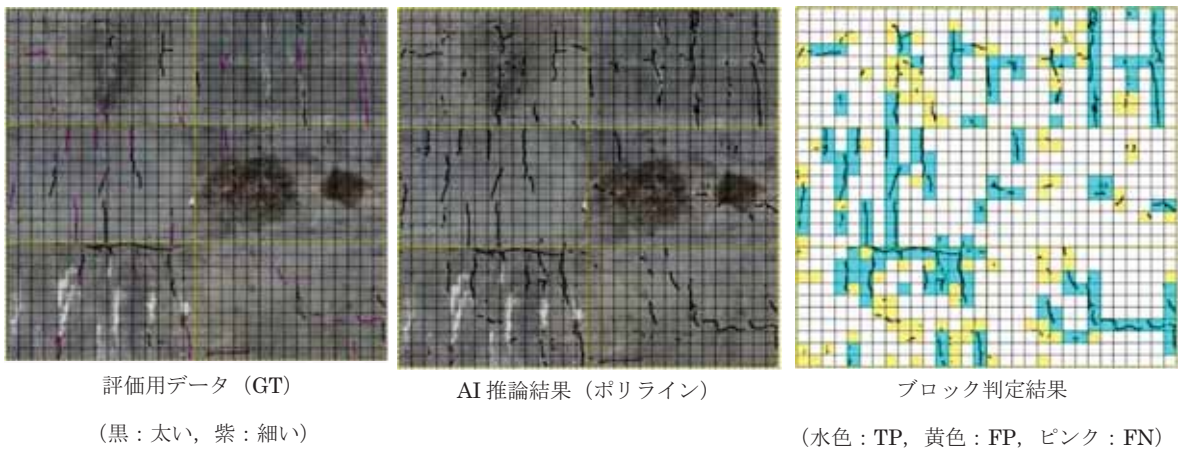 評価用データ（GT）
（黒：太い，紫：細い）
AI 推論結果（ポリライン）
ブロック判定結果
（水色：TP，黄色：FP，ピンク：FN）